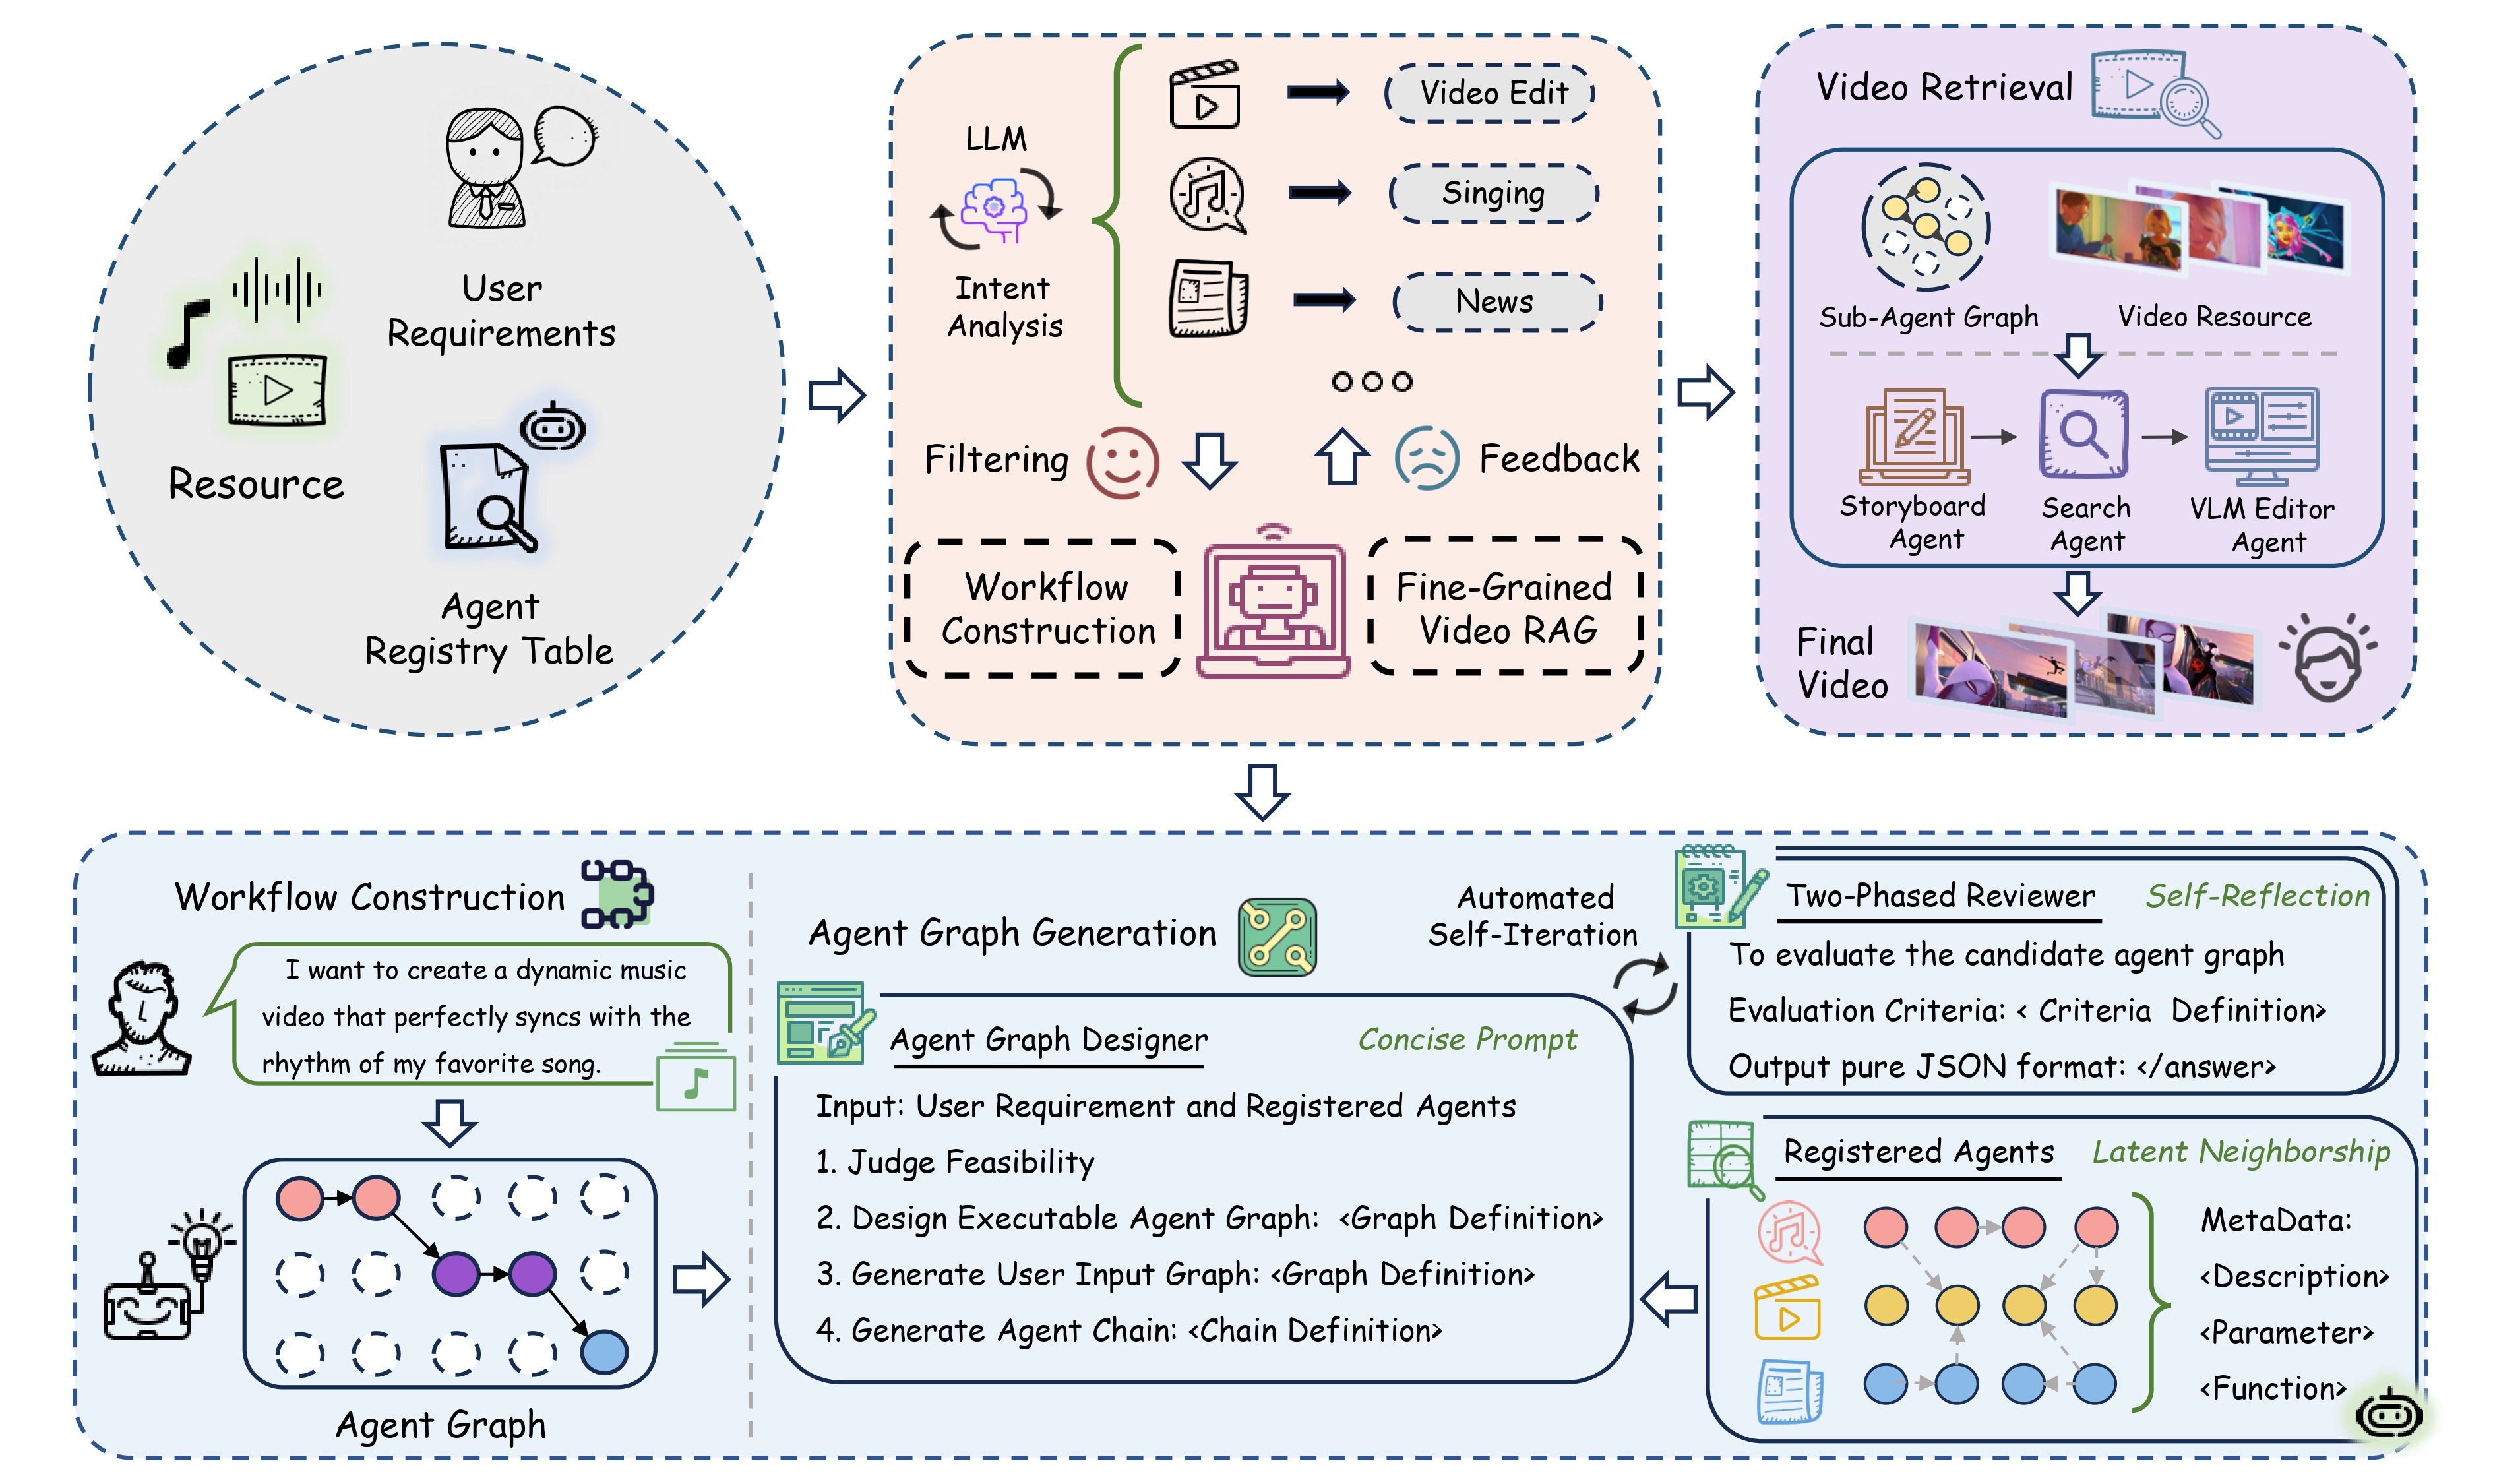 User
Requirements
Resource
Agent
Registry Table
LLM
Intent
Analysis
Video Edit
Singing
News
Filtering
Feedback
Workflow
Construction
Fine-Grained
Video RAG
Video Retrieval
Sub-Agent Graph
Video Resource
Storyboard
Agent
Search
Agent
VLM Editor
Agent
Final
Video
Workflow Construction
I want to create a dynamic music
video that perfectly syncs with the
rhythm of my favorite song.
Agent Graph
Agent Graph Generation
Automated
Self-Iteration
Agent Graph Designer
Concise Prompt
Input: User Requirement and Registered Agents
1. Judge Feasibility
2. Design Executable Agent Graph: <Graph Definition>
3. Generate User Input Graph: <Graph Definition>
4. Generate Agent Chain: <Chain Definition>
Two-Phased Reviewer
Self-Reflection
To evaluate the candidate agent graph
Evaluation Criteria: < Criteria Definition>
Output pure JSON format: </answer>
Registered Agents
Latent Neighborship
MetaData:
<Description>
<Parameter>
<Function>